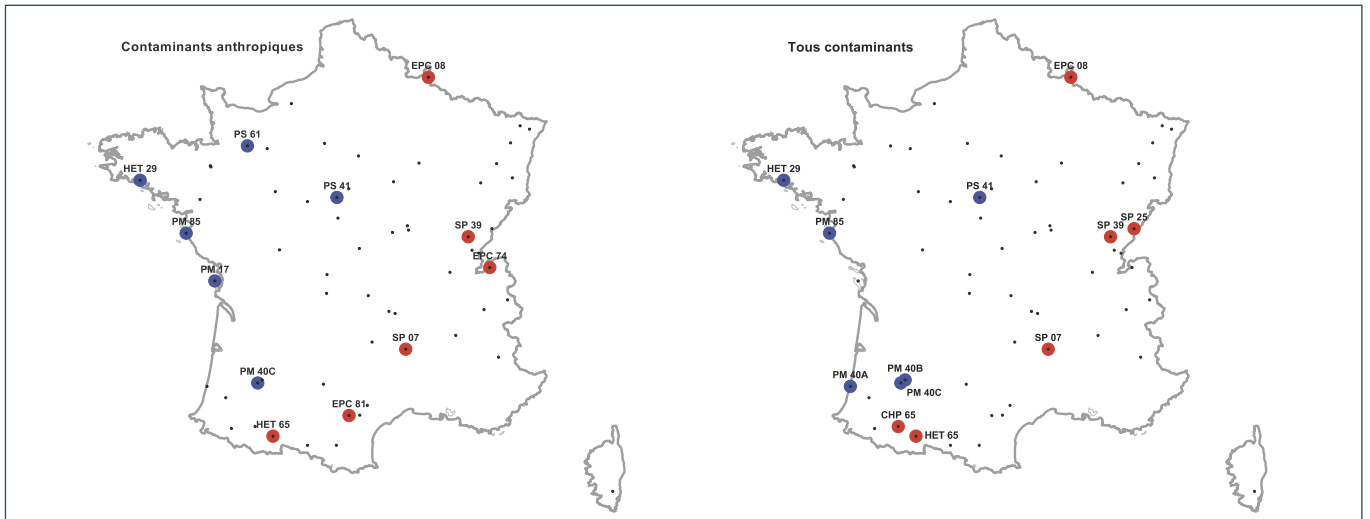 Contaminants anthropiques
EPC 08
PS 61
HET 29
PS 41
PM 85
SP 39
EPC 74
PM 17
SP 07
PM 40C
EPC 81
HET 65
Tous contaminants
EPC 08
HET 29
PS 41
PM 85
SP 25
SP 39
SP 07
PM 40A
PM 40B
PM 40C
CHP 65
HET 65